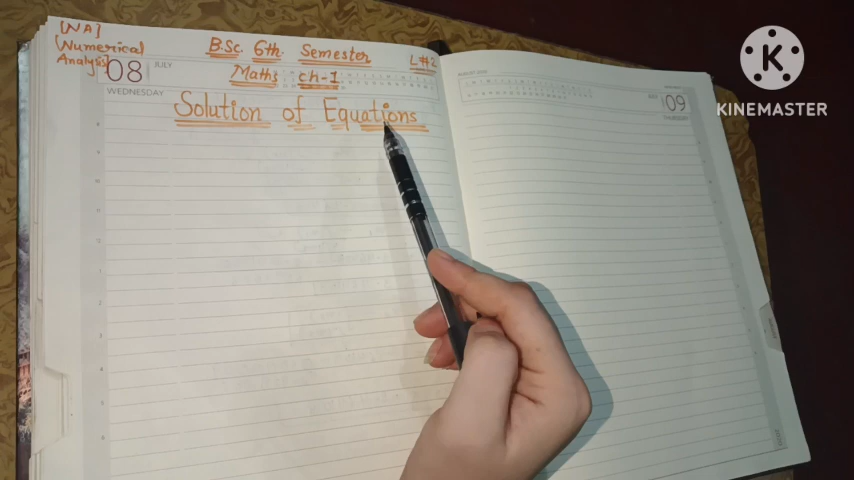 [NA]
(Numerical
Analysis)
B.Sc. 6th Semester
L#2
Maths ch-1
08 JULY
WEDNESDAY
Solution of Equations
09
THURSDAY
K
KINEMASTER